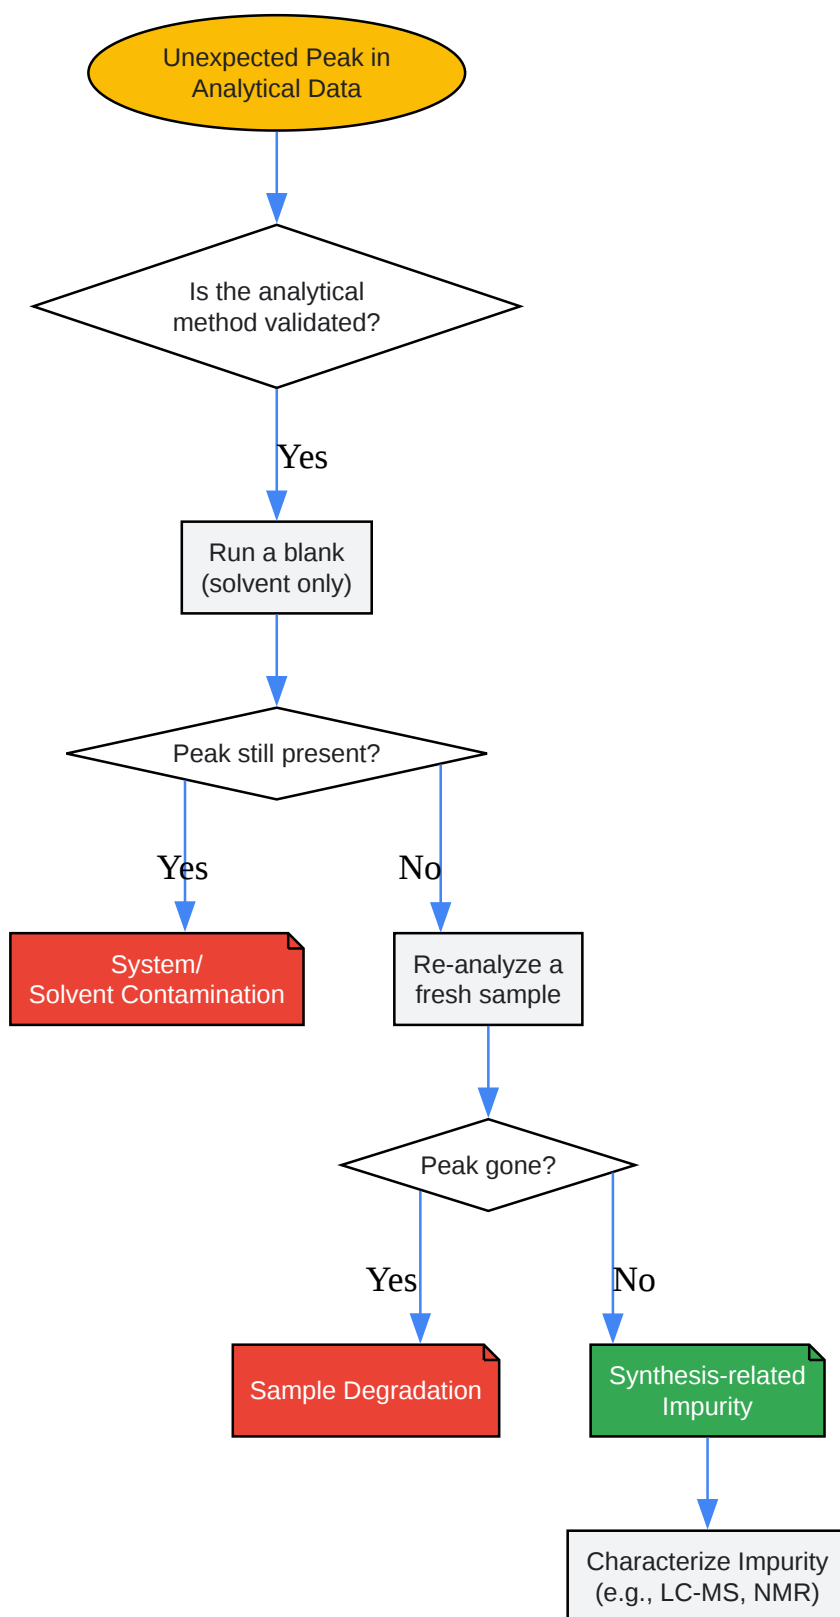 Unexpected Peak in
Analytical Data
Is the analytical
method validated?
Yes
Run a blank
(solvent only)
Peak still present?
Yes
No
System/
Solvent Contamination
Re-analyze a
fresh sample
Peak gone?
Yes
No
Sample Degradation
Synthesis-related
Impurity
Characterize Impurity
(e.g., LC-MS, NMR)